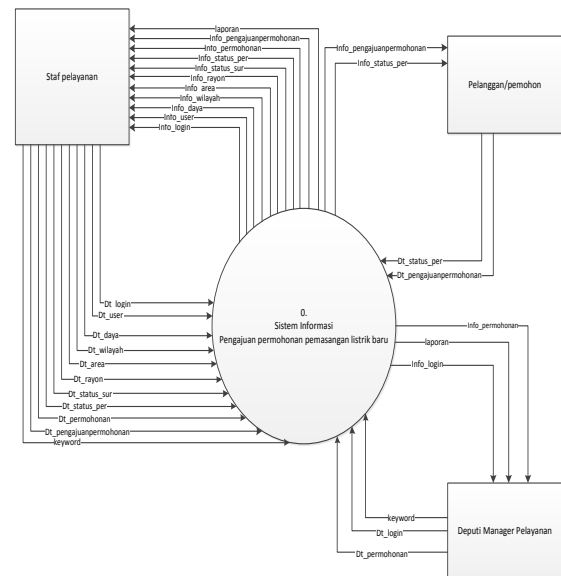 laporan
Info_pengajuanpermohonan
Info_permohonan
Info_status_per
Info_status_sur
Info_rayon
Info_area
Info_wilayah
Info_daya
Info_user
Info_login
Staf pelayanan
Info_pengajuanpermohonan
Info_status_per
Pelanggan/pemohon
Dt_status_per
Dt_pengajuanpermohonan
0.
Sistem Informasi
Pengajuan permohonan pemasangan listrik baru
Dt_login
Dt_user
Dt_daya
Dt_wilayah
Dt_area
Dt_rayon
Dt_status_sur
Dt_status_per
Dt_permohonan
Dt_pengajuanpermohonan
keyword
Info_permohonan
laporan
Info_login
keyword
Dt_login
Dt_permohonan
Deputi Manager Pelayanan